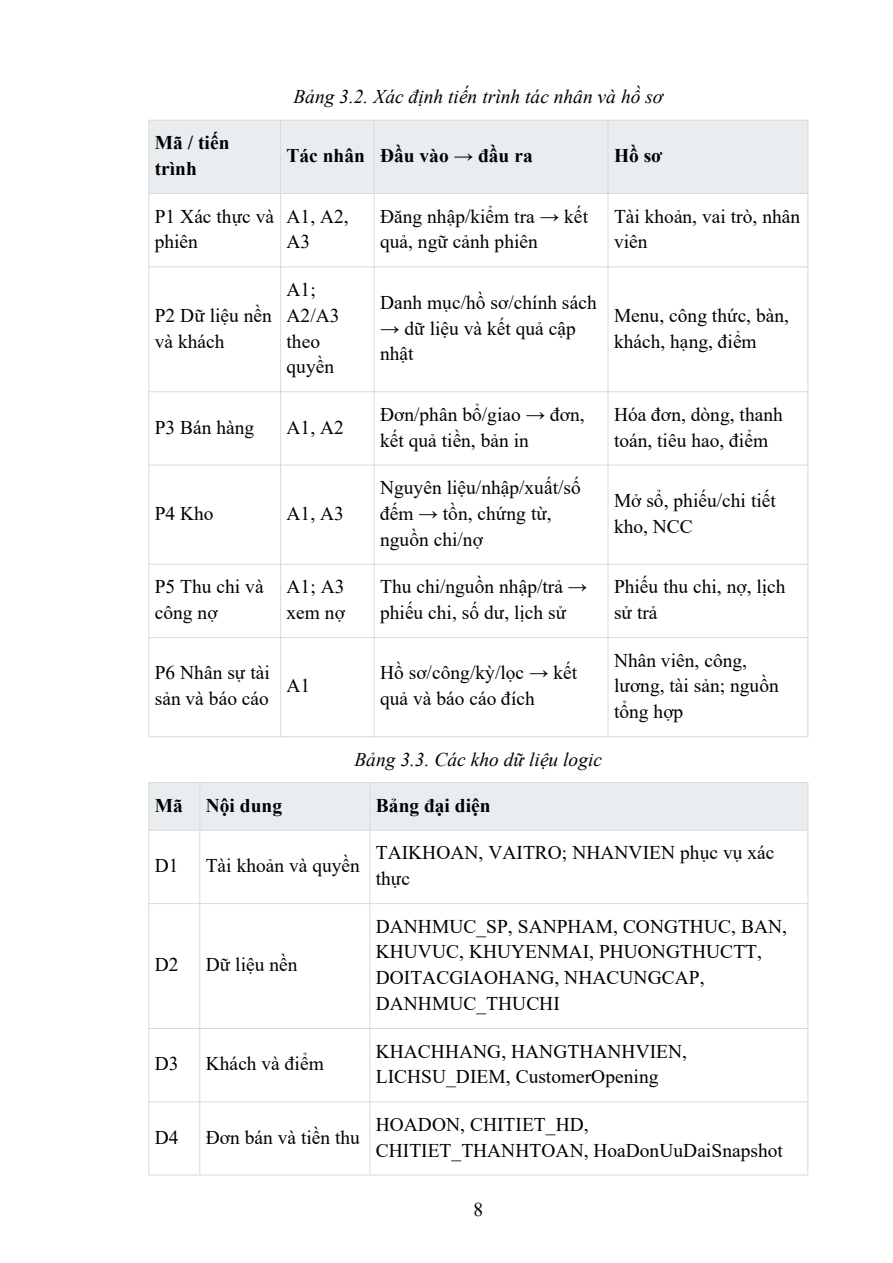 Bảng 3.2. Xác định tiến trình tác nhân và hồ sơ
Mã / tiến
trình
Tác nhân
Đầu vào → đầu ra
Hồ sơ
P1 Xác thực và
phiên
A1, A2,
A3
Đăng nhập/kiểm tra → kết
quả, ngữ cảnh phiên
Tài khoản, vai trò, nhân
viên
P2 Dữ liệu nền
và khách
A1;
A2/A3
theo
quyền
Danh mục/hồ sơ/chính sách
→ dữ liệu và kết quả cập
nhật
Menu, công thức, bàn,
khách, hạng, điểm
P3 Bán hàng
A1, A2
Đơn/phân bổ/giao → đơn,
kết quả tiền, bản in
Hóa đơn, dòng, thanh
toán, tiêu hao, điểm
P4 Kho
A1, A3
Nguyên liệu/nhập/xuất/số
đếm → tồn, chứng từ,
nguồn chi/nợ
Mở sổ, phiếu/chi tiết
kho, NCC
P5 Thu chi và
công nợ
A1; A3
xem nợ
Thu chi/nguồn nhập/trả →
phiếu chi, số dư, lịch sử
Phiếu thu chi, nợ, lịch
sử trả
P6 Nhân sự tài
sản và báo cáo
A1
Hồ sơ/công/kỳ/lọc → kết
quả và báo cáo đích
Nhân viên, công,
lương, tài sản; nguồn
tổng hợp
Bảng 3.3. Các kho dữ liệu logic
Mã
Nội dung
Bảng đại diện
D1
Tài khoản và quyền
TAIKHOAN, VAITRO; NHANVIEN phục vụ xác
thực
D2
Dữ liệu nền
DANHMUC_SP, SANPHAM, CONGTHUC, BAN,
KHUVUC, KHUYENMAI, PHUONGTHUCTT,
DOITACGIAOHANG, NHACUNGCAP,
DANHMUC_THUCHI
D3
Khách và điểm
KHACHHANG, HANGTHANHVIEN,
LICHSU_DIEM, CustomerOpening
D4
Đơn bán và tiền thu
HOADON, CHITIET_HD,
CHITIET_THANHTOAN, HoaDonUuDaiSnapshot
8